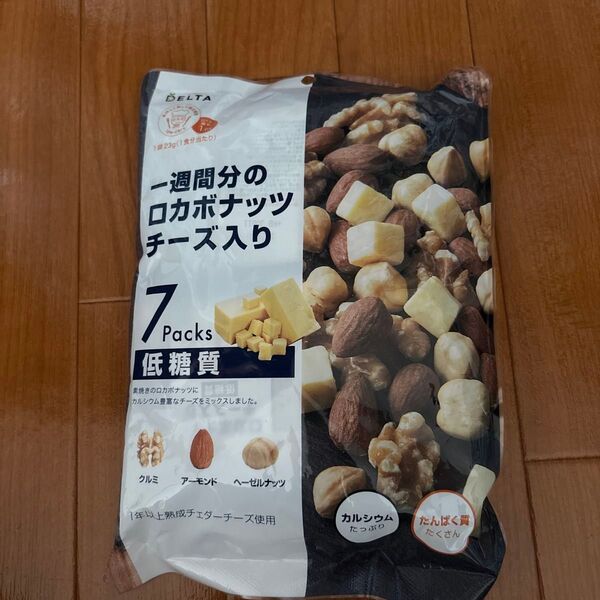 DELTA
1袋23g(1食分当たり)
一週間分の
ロカボナッツ
チーズ入り
7 Packs
低糖質
素焼きのロカボナッツに
カルシウム豊富なチーズをミックスしました。
クルミ
アーモンド
ヘーゼルナッツ
1年以上熟成チェダーチーズ使用
カルシウム
たっぷり
たんぱく質
たくさん